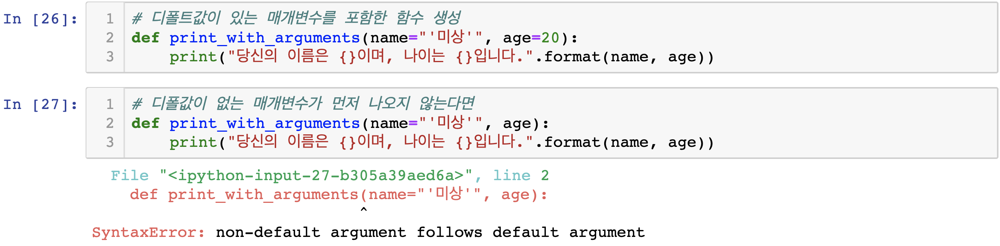 In [26]:
1 # 디폴트값이 있는 매개변수를 포함한 함수 생성
2 def print_with_arguments(name="'미상'", age=20):
3     print("당신의 이름은 {}이며, 나이는 {}입니다.".format(name, age))
In [27]:
1 # 디폴값이 없는 매개변수가 먼저 나오지 않는다면
2 def print_with_arguments(name="'미상'", age):
3     print("당신의 이름은 {}이며, 나이는 {}입니다.".format(name, age))
File "<ipython-input-27-b305a39aed6a>", line 2
def print_with_arguments(name="'미상'", age):
^
SyntaxError: non-default argument follows default argument